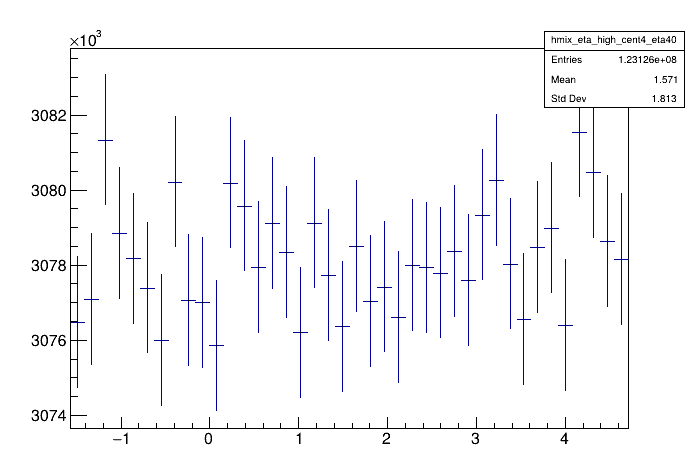 ×10³
hmix_eta_high_cent4_eta40
Entries 1.23126e+08
Mean 1.571
Std Dev 1.813
3082
3080
3078
3076
3074
−1 0 1 2 3 4